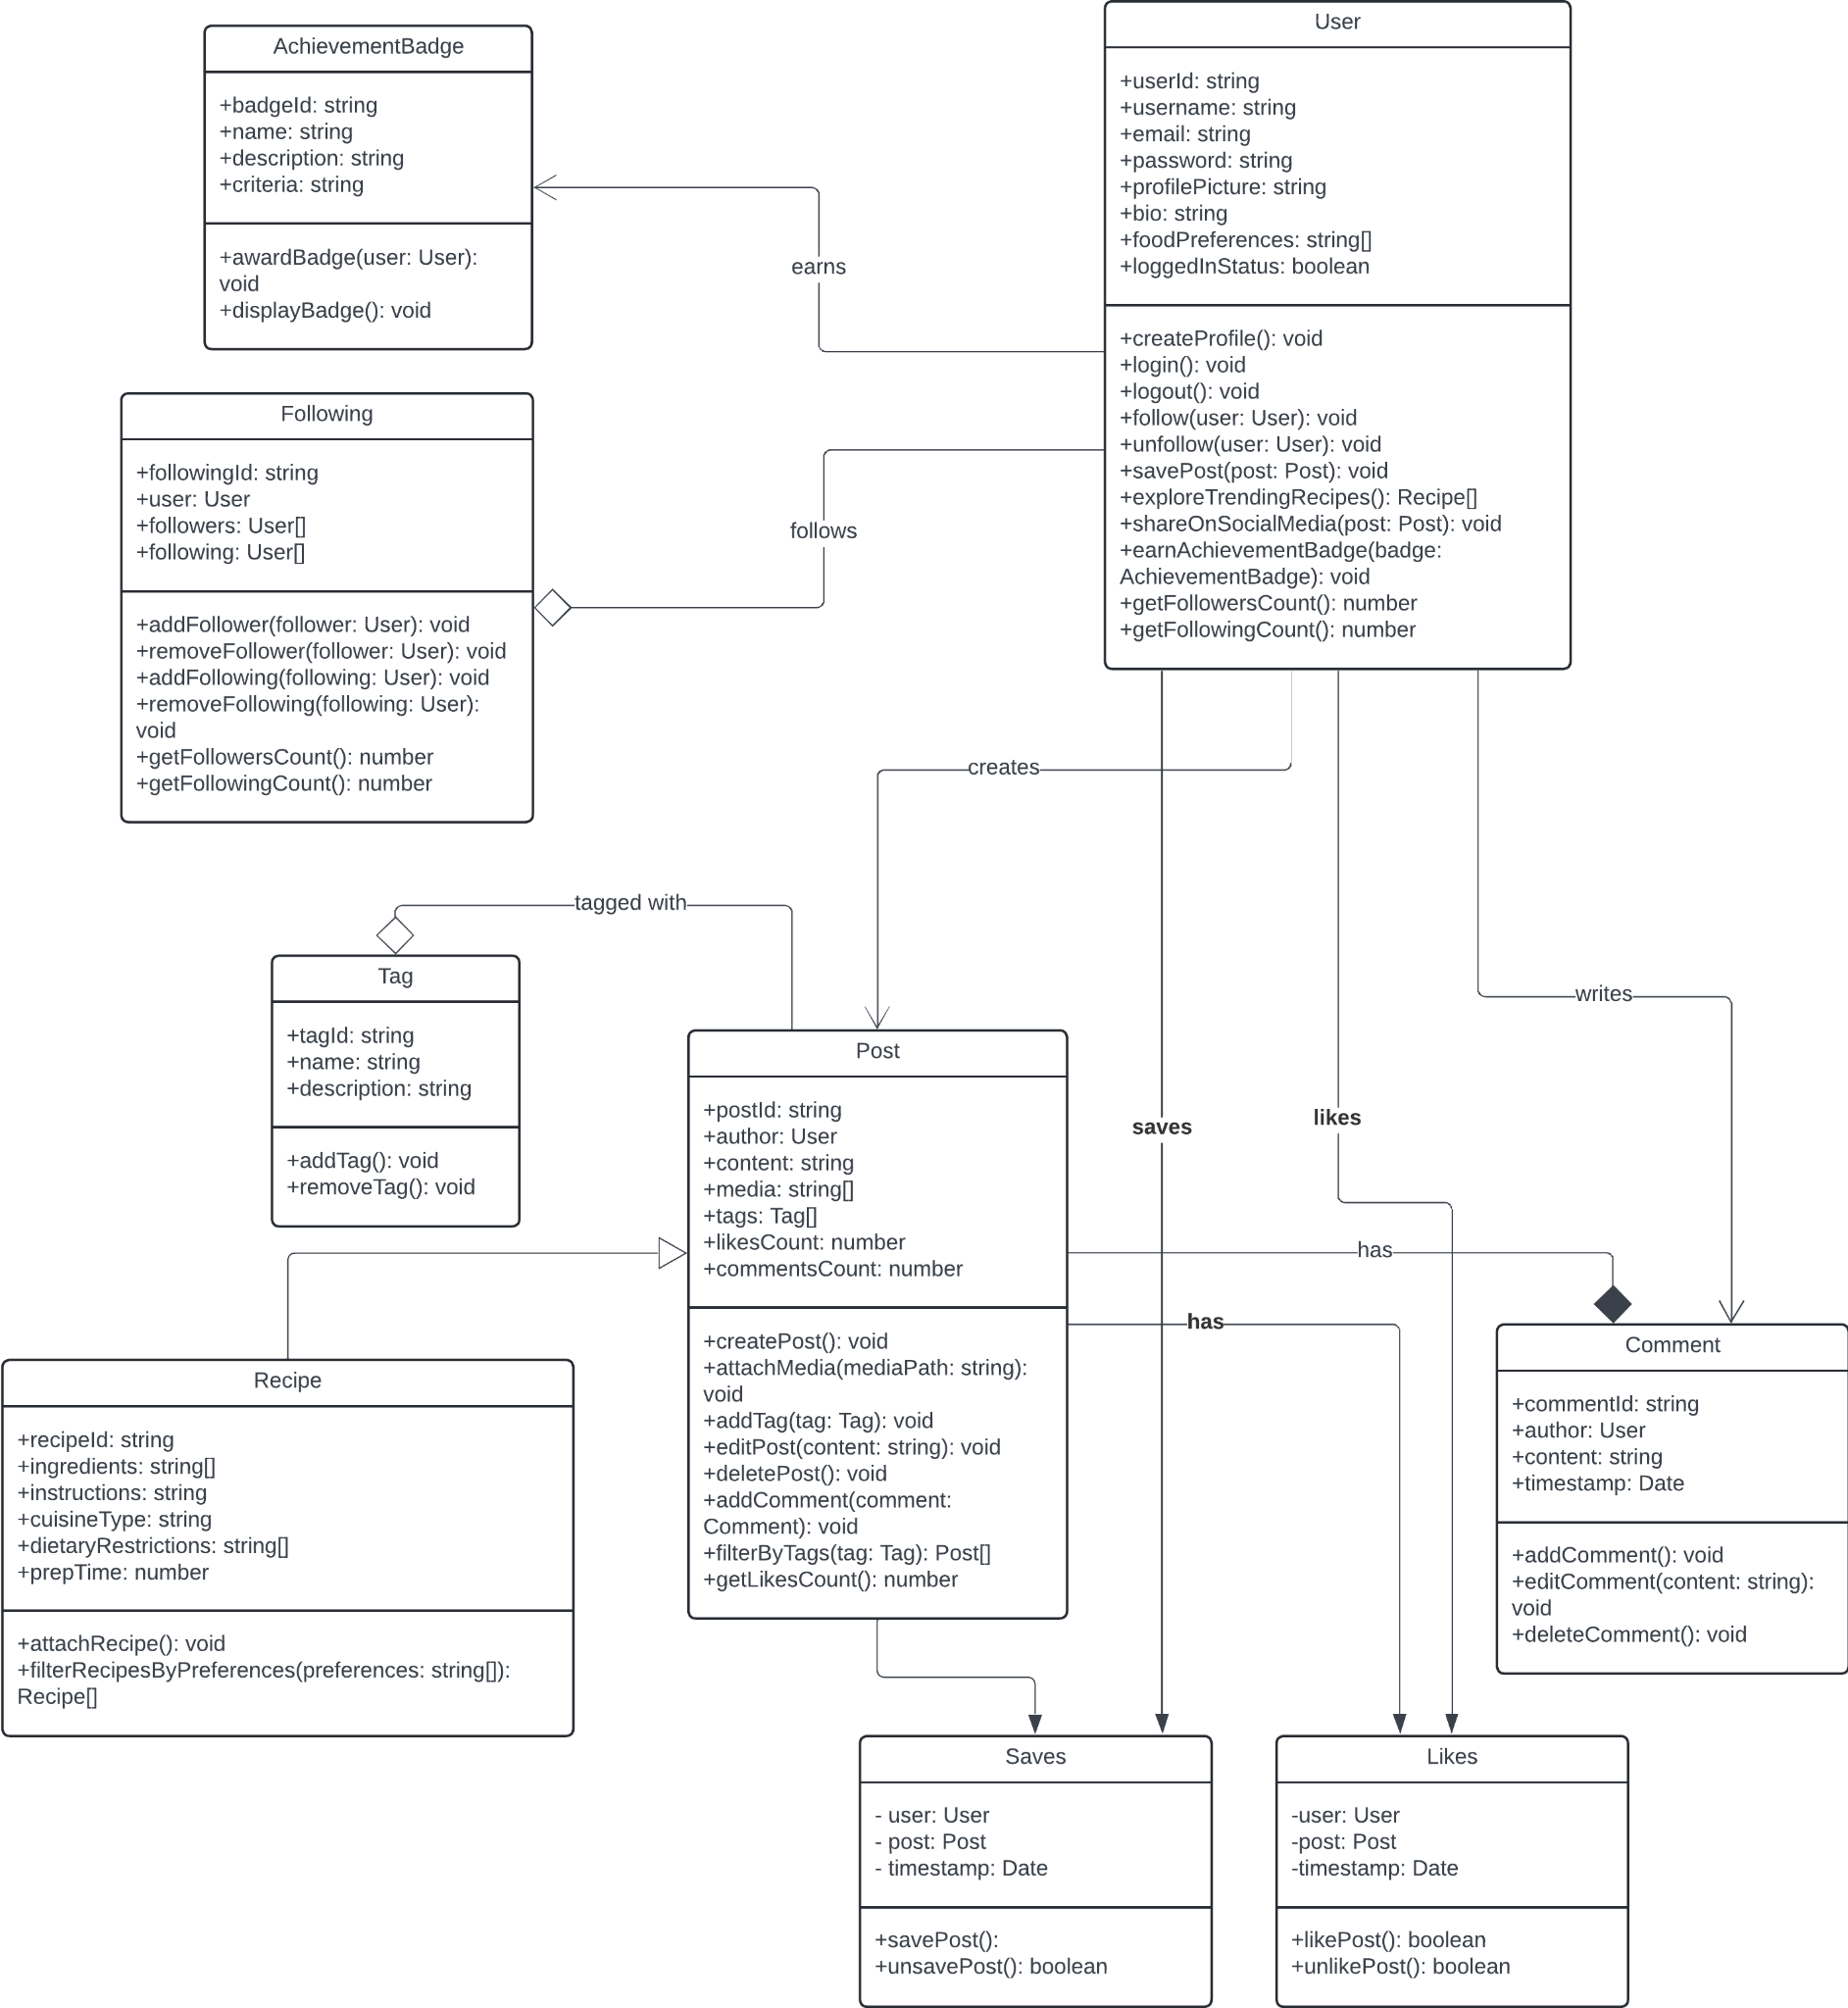 AchievementBadge
+badgeId: string
+name: string
+description: string
+criteria: string
+awardBadge(user: User):
void
+displayBadge(): void
User
+userId: string
+username: string
+email: string
+password: string
+profilePicture: string
+bio: string
+foodPreferences: string[]
+loggedInStatus: boolean
+createProfile(): void
+login(): void
+logout(): void
+follow(user: User): void
+unfollow(user: User): void
+savePost(post: Post): void
+exploreTrendingRecipes(): Recipe[]
+shareOnSocialMedia(post: Post): void
+earnAchievementBadge(badge:
AchievementBadge): void
+getFollowersCount(): number
+getFollowingCount(): number
earns
Following
+followingId: string
+user: User
+followers: User[]
+following: User[]
+addFollower(follower: User): void
+removeFollower(follower: User): void
+addFollowing(following: User): void
+removeFollowing(following: User):
void
+getFollowersCount(): number
+getFollowingCount(): number
follows
creates
tagged with
writes
saves
likes
has
has
Tag
+tagId: string
+name: string
+description: string
+addTag(): void
+removeTag(): void
Post
+postId: string
+author: User
+content: string
+media: string[]
+tags: Tag[]
+likesCount: number
+commentsCount: number
+createPost(): void
+attachMedia(mediaPath: string):
void
+addTag(tag: Tag): void
+editPost(content: string): void
+deletePost(): void
+addComment(comment:
Comment): void
+filterByTags(tag: Tag): Post[]
+getLikesCount(): number
Comment
+commentId: string
+author: User
+content: string
+timestamp: Date
+addComment(): void
+editComment(content: string):
void
+deleteComment(): void
Recipe
+recipeId: string
+ingredients: string[]
+instructions: string
+cuisineType: string
+dietaryRestrictions: string[]
+prepTime: number
+attachRecipe(): void
+filterRecipesByPreferences(preferences: string[]):
Recipe[]
Saves
- user: User
- post: Post
- timestamp: Date
+savePost():
+unsavePost(): boolean
Likes
-user: User
-post: Post
-timestamp: Date
+likePost(): boolean
+unlikePost(): boolean